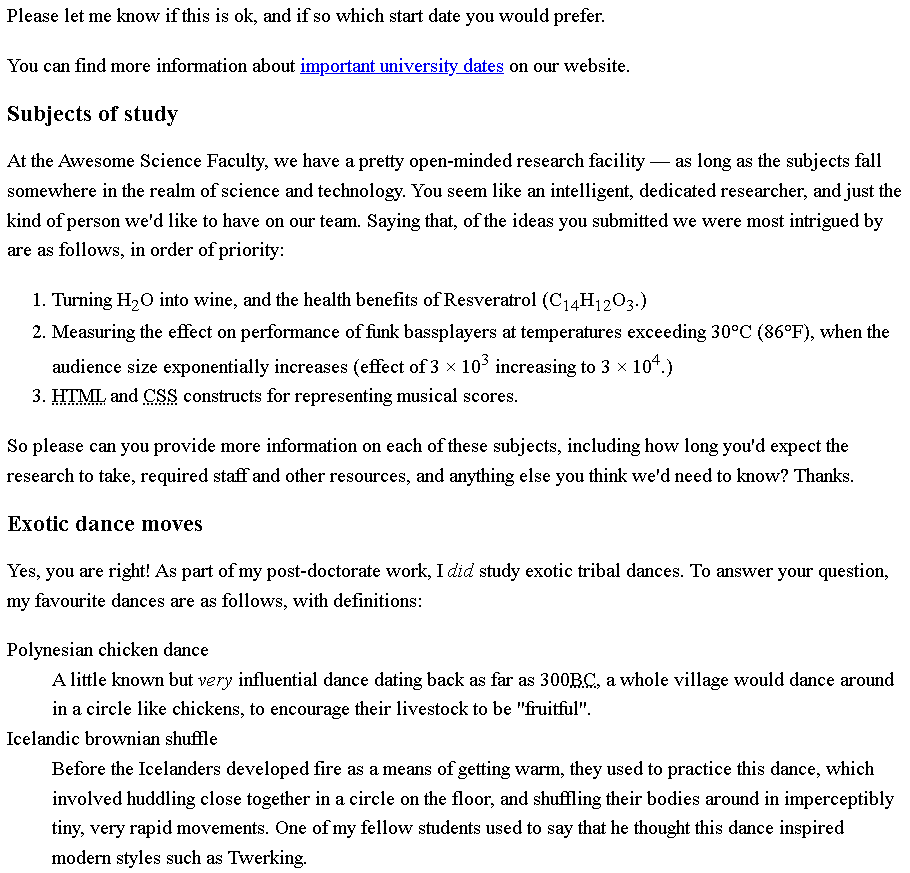 Please let me know if this is ok, and if so which start date you would prefer.
You can find more information about important university dates on our website.
Subjects of study
At the Awesome Science Faculty, we have a pretty open-minded research facility — as long as the subjects fall
somewhere in the realm of science and technology. You seem like an intelligent, dedicated researcher, and just the
kind of person we'd like to have on our team. Saying that, of the ideas you submitted we were most intrigued by
are as follows, in order of priority:
1. Turning H₂O into wine, and the health benefits of Resveratrol (C₁₄H₁₂O₃.)
2. Measuring the effect on performance of funk bassplayers at temperatures exceeding 30°C (86°F), when the
audience size exponentially increases (effect of 3 × 10³ increasing to 3 × 10⁴.)
3. HTML and CSS constructs for representing musical scores.
So please can you provide more information on each of these subjects, including how long you'd expect the
research to take, required staff and other resources, and anything else you think we'd need to know? Thanks.
Exotic dance moves
Yes, you are right! As part of my post-doctorate work, I did study exotic tribal dances. To answer your question,
my favourite dances are as follows, with definitions:
Polynesian chicken dance
A little known but very influential dance dating back as far as 300BC, a whole village would dance around
in a circle like chickens, to encourage their livestock to be "fruitful".
Icelandic brownian shuffle
Before the Icelanders developed fire as a means of getting warm, they used to practice this dance, which
involved huddling close together in a circle on the floor, and shuffling their bodies around in imperceptibly
tiny, very rapid movements. One of my fellow students used to say that he thought this dance inspired
modern styles such as Twerking.